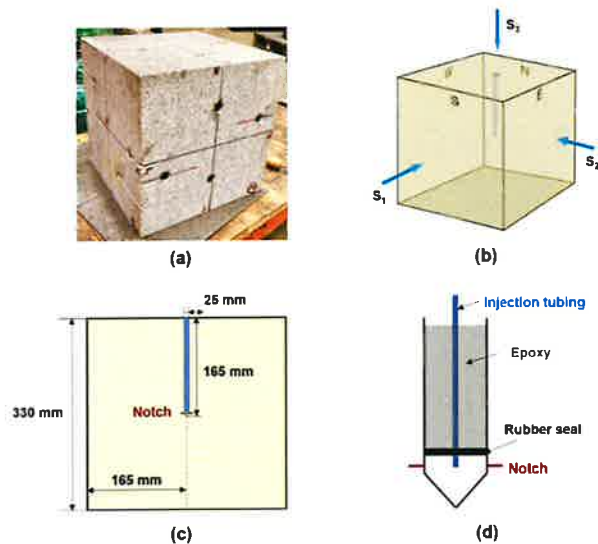 S₃
S₁
S₂
S
E
N
(a)
(b)
25 mm
165 mm
330 mm
Notch
165 mm
(c)
Injection tubing
Epoxy
Rubber seal
Notch
(d)